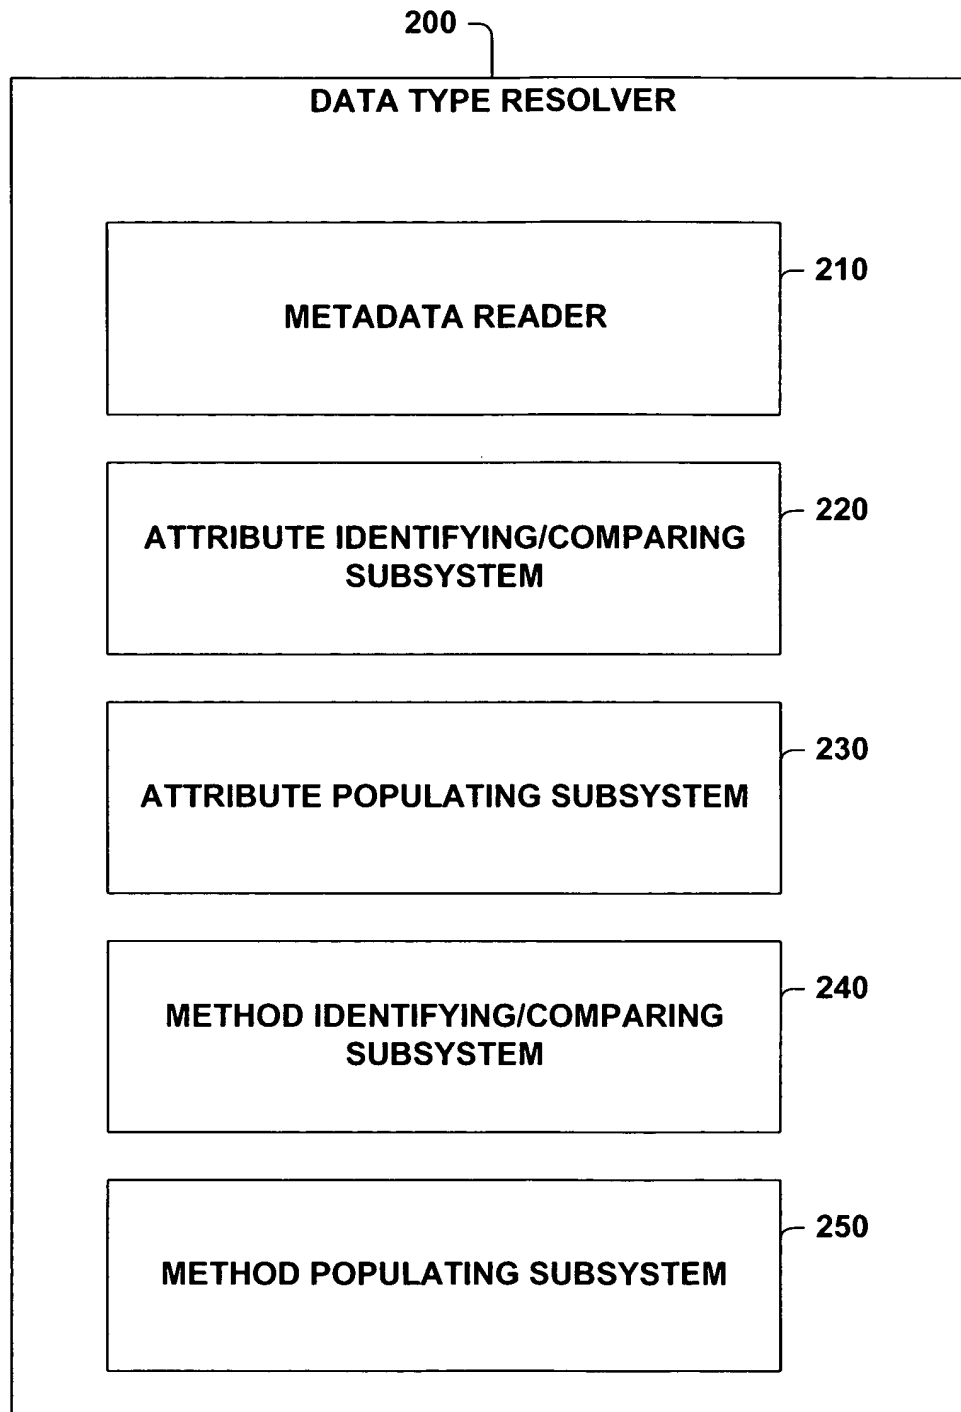 200
DATA TYPE RESOLVER
210
METADATA READER
220
ATTRIBUTE IDENTIFYING/COMPARING
SUBSYSTEM
230
ATTRIBUTE POPULATING SUBSYSTEM
240
METHOD IDENTIFYING/COMPARING
SUBSYSTEM
250
METHOD POPULATING SUBSYSTEM